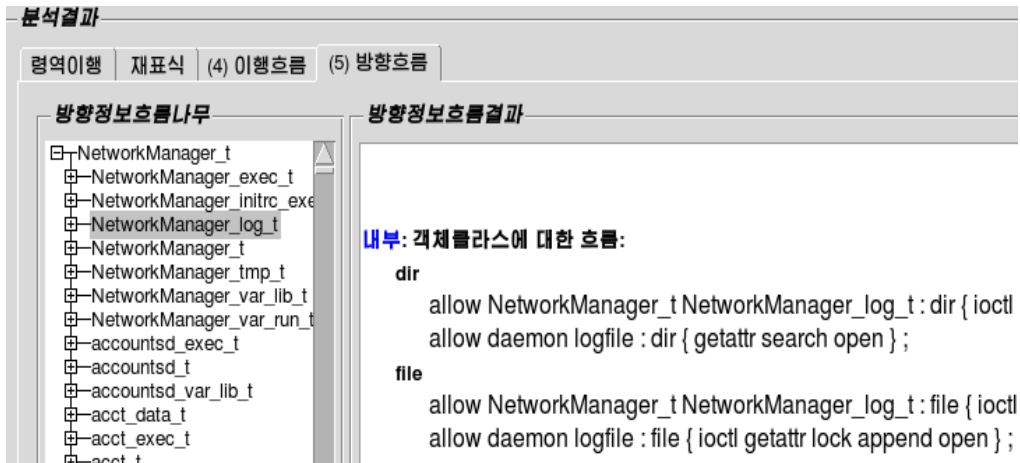 분석결과
령역이행 재표식 (4) 이행흐름 (5) 방향흐름
방향정보흐름나무
NetworkManager_t
NetworkManager_exec_t
NetworkManager_initrc_exe
NetworkManager_log_t
NetworkManager_t
NetworkManager_tmp_t
NetworkManager_var_lib_t
NetworkManager_var_run_t
accountsd_exec_t
accountsd_t
accountsd_var_lib_t
acct_data_t
acct_exec_t
acct_t
방향정보흐름결과
내부: 객체클라스에 대한 흐름:
dir
allow NetworkManager_t NetworkManager_log_t : dir { ioctl
allow daemon logfile : dir { getattr search open } ;
file
allow NetworkManager_t NetworkManager_log_t : file { ioctl
allow daemon logfile : file { ioctl getattr lock append open } ;